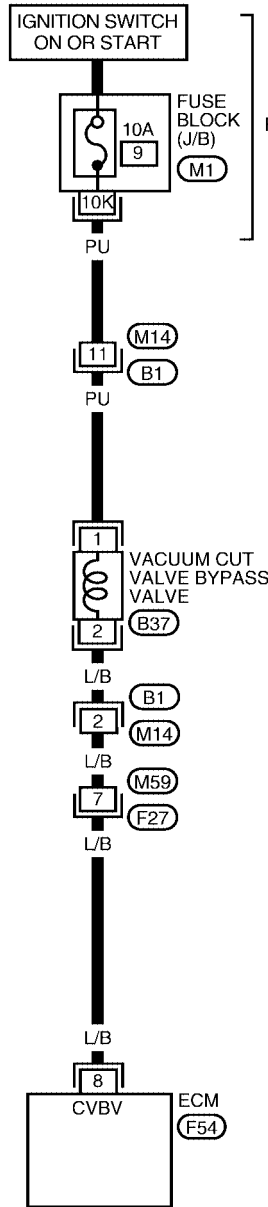 IGNITION SWITCH
ON OR START
FUSE
BLOCK
(J/B)
10A
9
M1
10K
PU
M14
11
B1
PU
1
VACUUM CUT
VALVE BYPASS
VALVE
2
B37
L/B
B1
2
M14
L/B
M59
7
F27
L/B
L/B
8
CVBV
ECM
F54